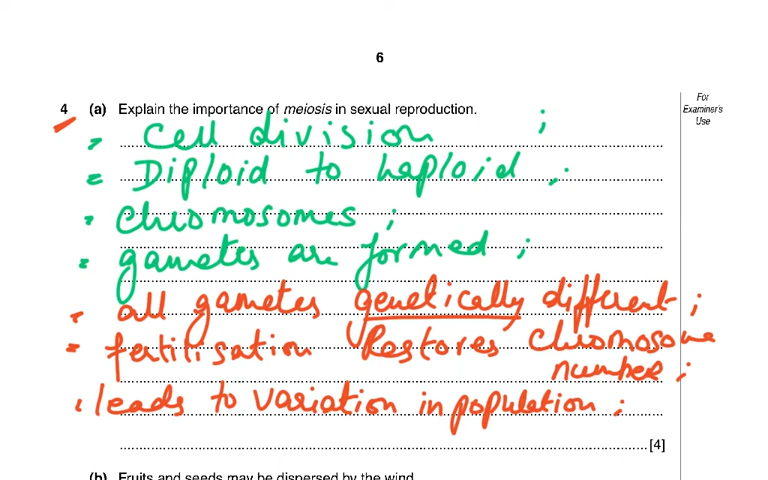 6
For
Examiner's
Use
4 (a) Explain the importance of meiosis in sexual reproduction.
Cell division ;
Diploid to haploid ;
chromosomes ;
gametes are formed ;
all gametes genetically different ;
fertilisation Restores chromosome
number ;
leads to variation in population ;
[4]
(b) Fruits and seeds may be dispersed by the wind.